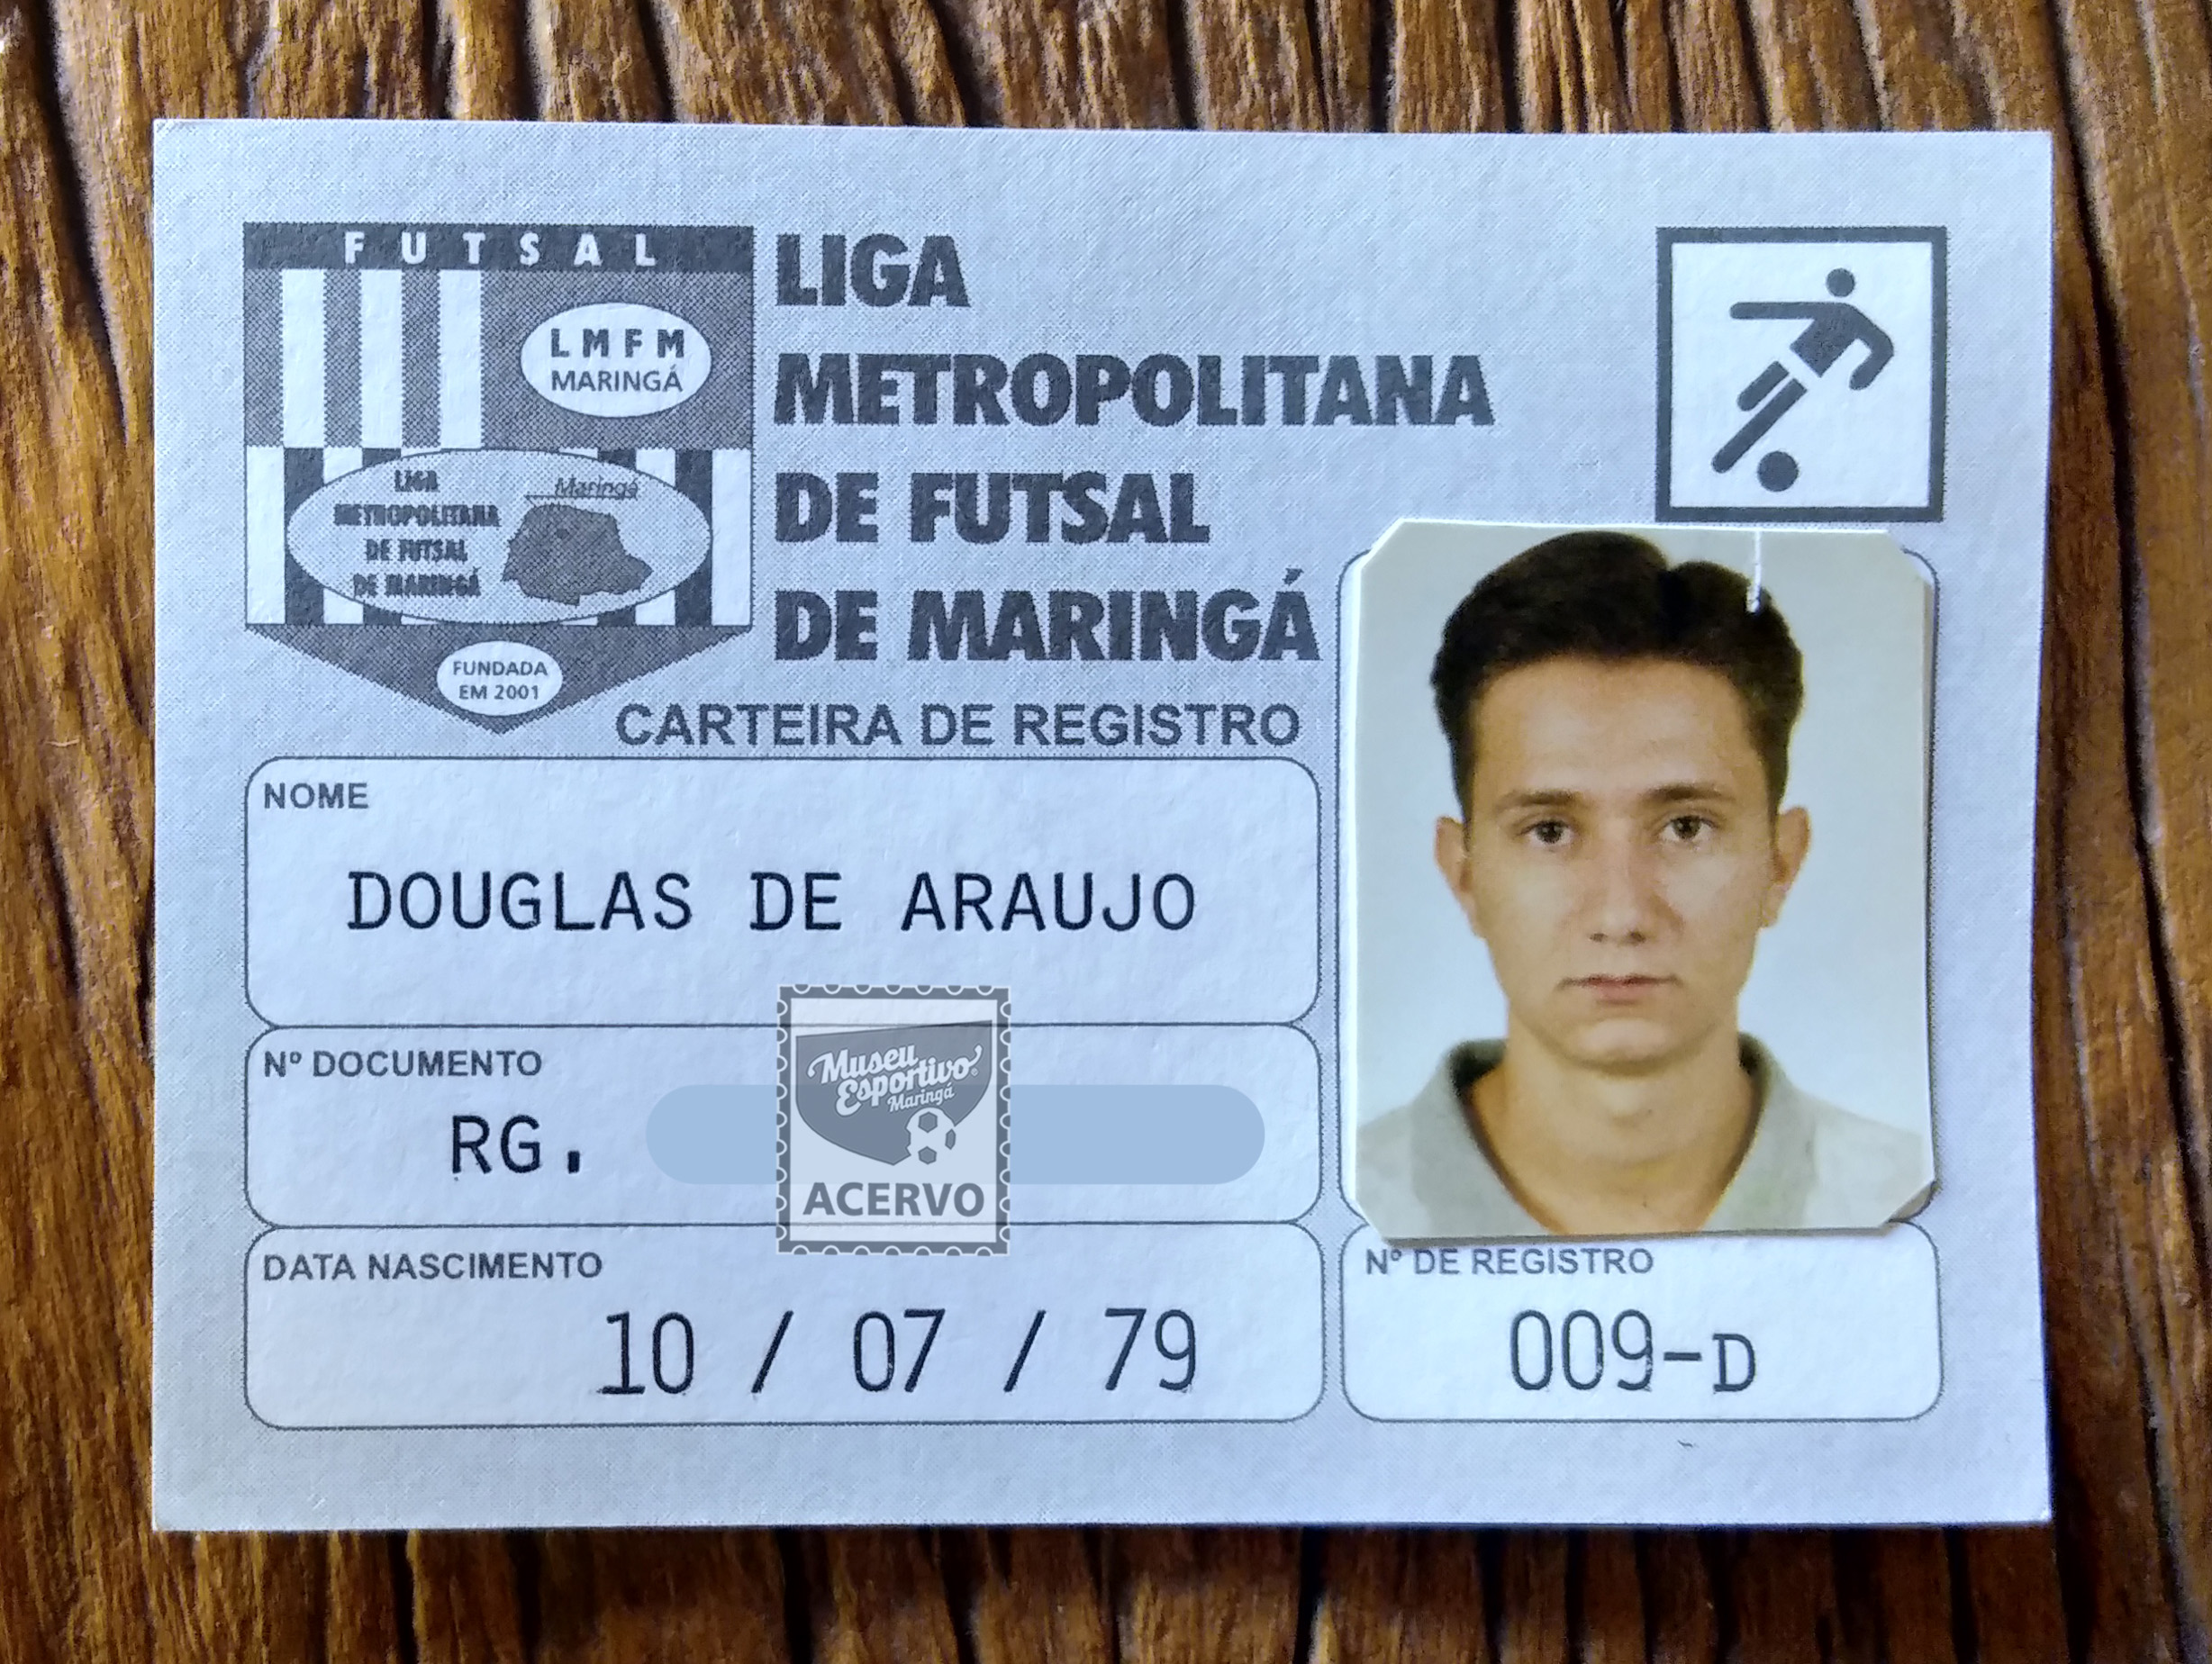 FUTSAL
LMFM
MARINGÁ
LIGA
METROPOLITANA
DE FUTSAL
DE MARINGÁ
Maringá
FUNDADA
EM 2001
LIGA
METROPOLITANA
DE FUTSAL
DE MARINGÁ
CARTEIRA DE REGISTRO
NOME
DOUGLAS DE ARAUJO
Nº DOCUMENTO
RG.
Museu
Esportivo
Maringá
ACERVO
DATA NASCIMENTO
10 / 07 / 79
Nº DE REGISTRO
009-D